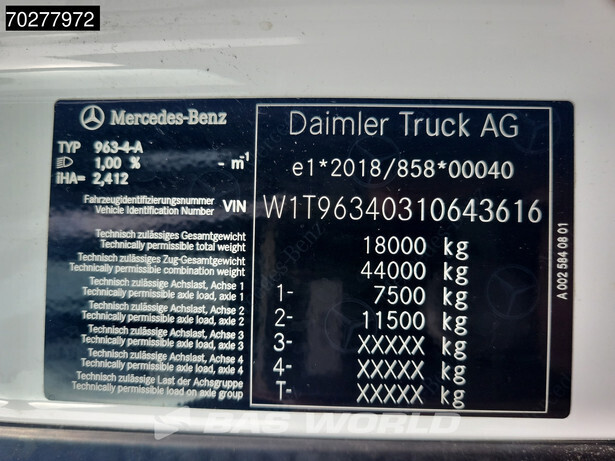 70277972
Mercedes-Benz
TYP 963-4-A
1,00 % - m⁻¹
iHA= 2,412
Daimler Truck AG
e1*2018/858*00040
Fahrzeugidentifizierungsnummer
Vehicle Identification Number VIN W1T96340310643616
Technisch zulässiges Gesamtgewicht
Technically permissible total weight 18000 kg
Technisch zulässiges Zug-Gesamtgewicht
Technically permissible combination weight 44000 kg
Technisch zulässige Achslast, Achse 1
Technically permissible axle load, axle 1 1- 7500 kg
Technisch zulässige Achslast, Achse 2
Technically permissible axle load, axle 2 2- 11500 kg
Technisch zulässige Achslast, Achse 3
Technically permissible axle load, axle 3 3- XXXXX kg
Technisch zulässige Achslast, Achse 4
Technically permissible axle load, axle 4 4- XXXXX kg
Technisch zulässige Last der Achsgruppe
Technically permissible load on axle group T- XXXXX kg
A 002 584 08 01
BAS WORLD